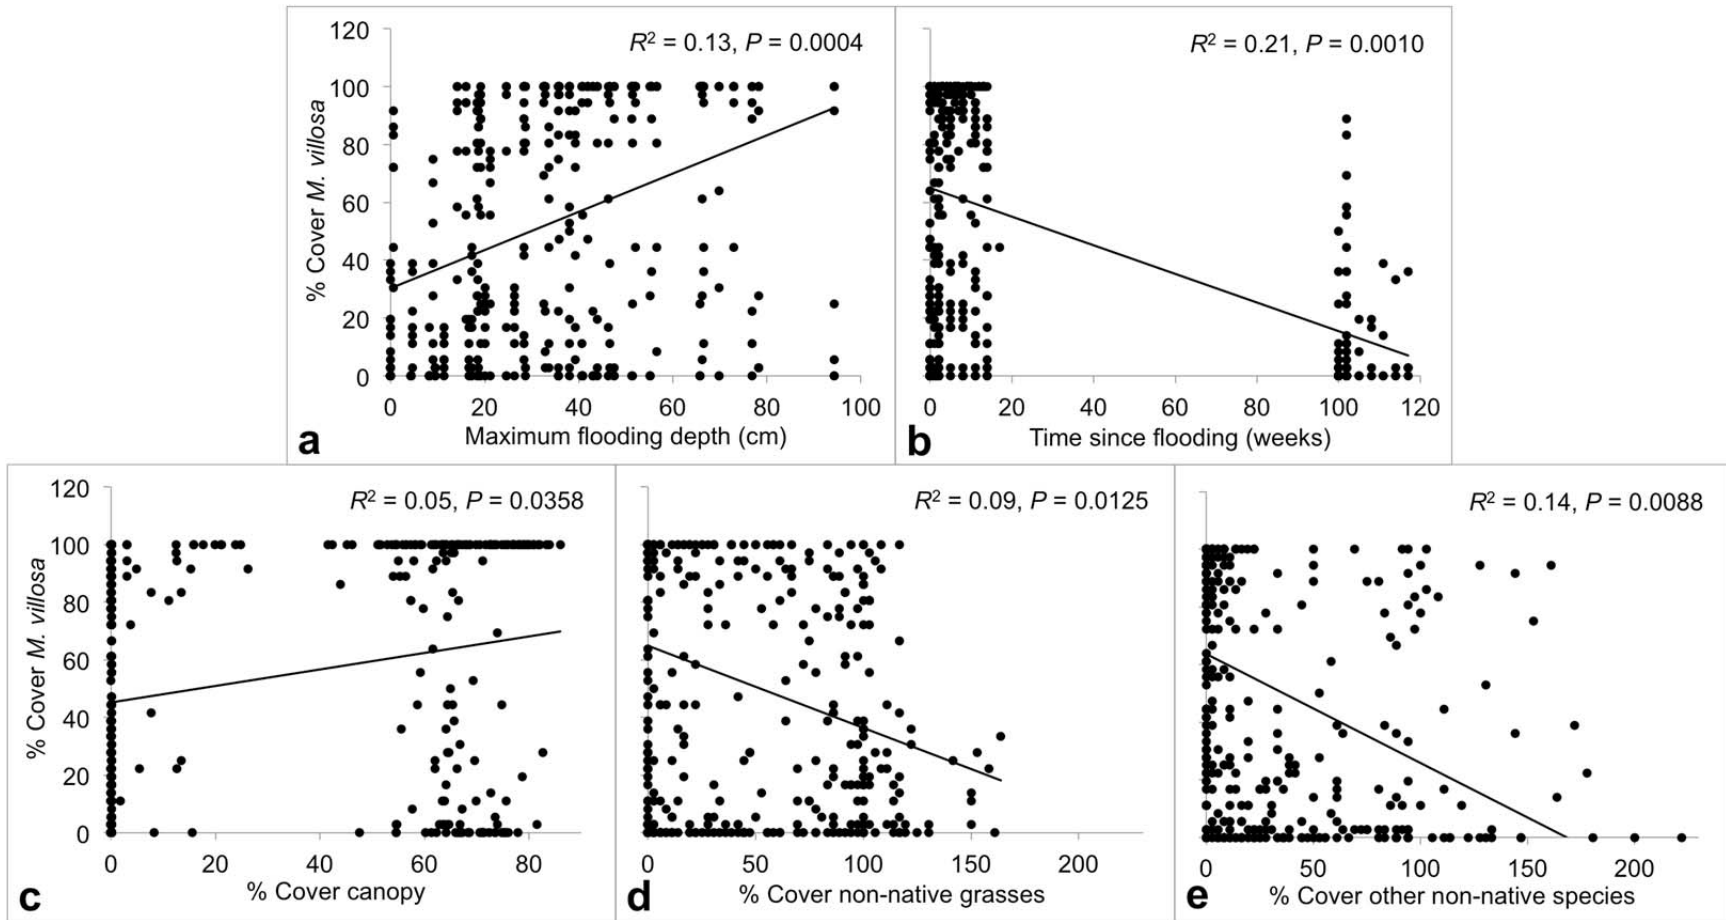 R² = 0.13, P = 0.0004
120
100
80
60
40
20
0
% Cover M. villosa
0 20 40 60 80 100
Maximum flooding depth (cm)
a
R² = 0.21, P = 0.0010
0 20 40 60 80 100 120
Time since flooding (weeks)
b
R² = 0.05, P = 0.0358
120
100
80
60
40
20
0
% Cover M. villosa
0 20 40 60 80
% Cover canopy
c
R² = 0.09, P = 0.0125
0 50 100 150 200
% Cover non-native grasses
d
R² = 0.14, P = 0.0088
0 50 100 150 200
% Cover other non-native species
e